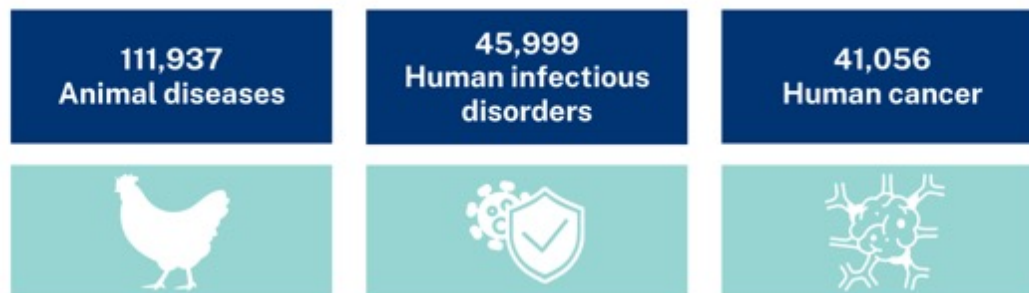 111,937
Animal diseases
45,999
Human infectious
disorders
41,056
Human cancer